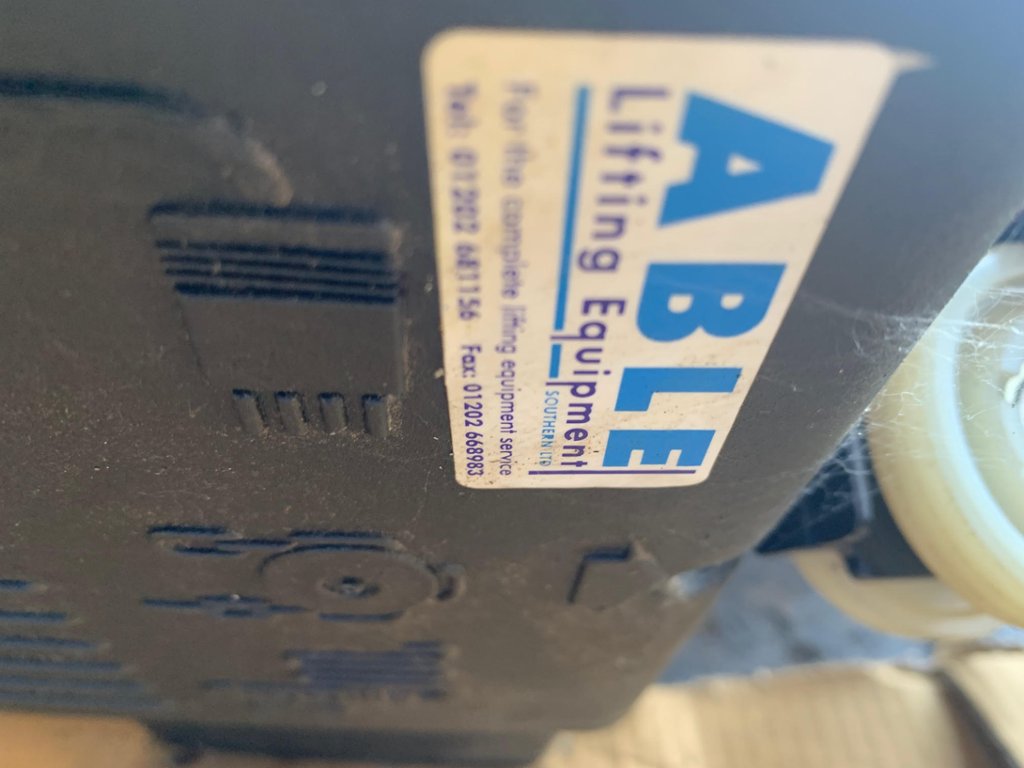 ABLE
Lifting Equipment
SOUTHERN LTD
For the complete lifting equipment service
Tel: 01202 681156 Fax: 01202 668983